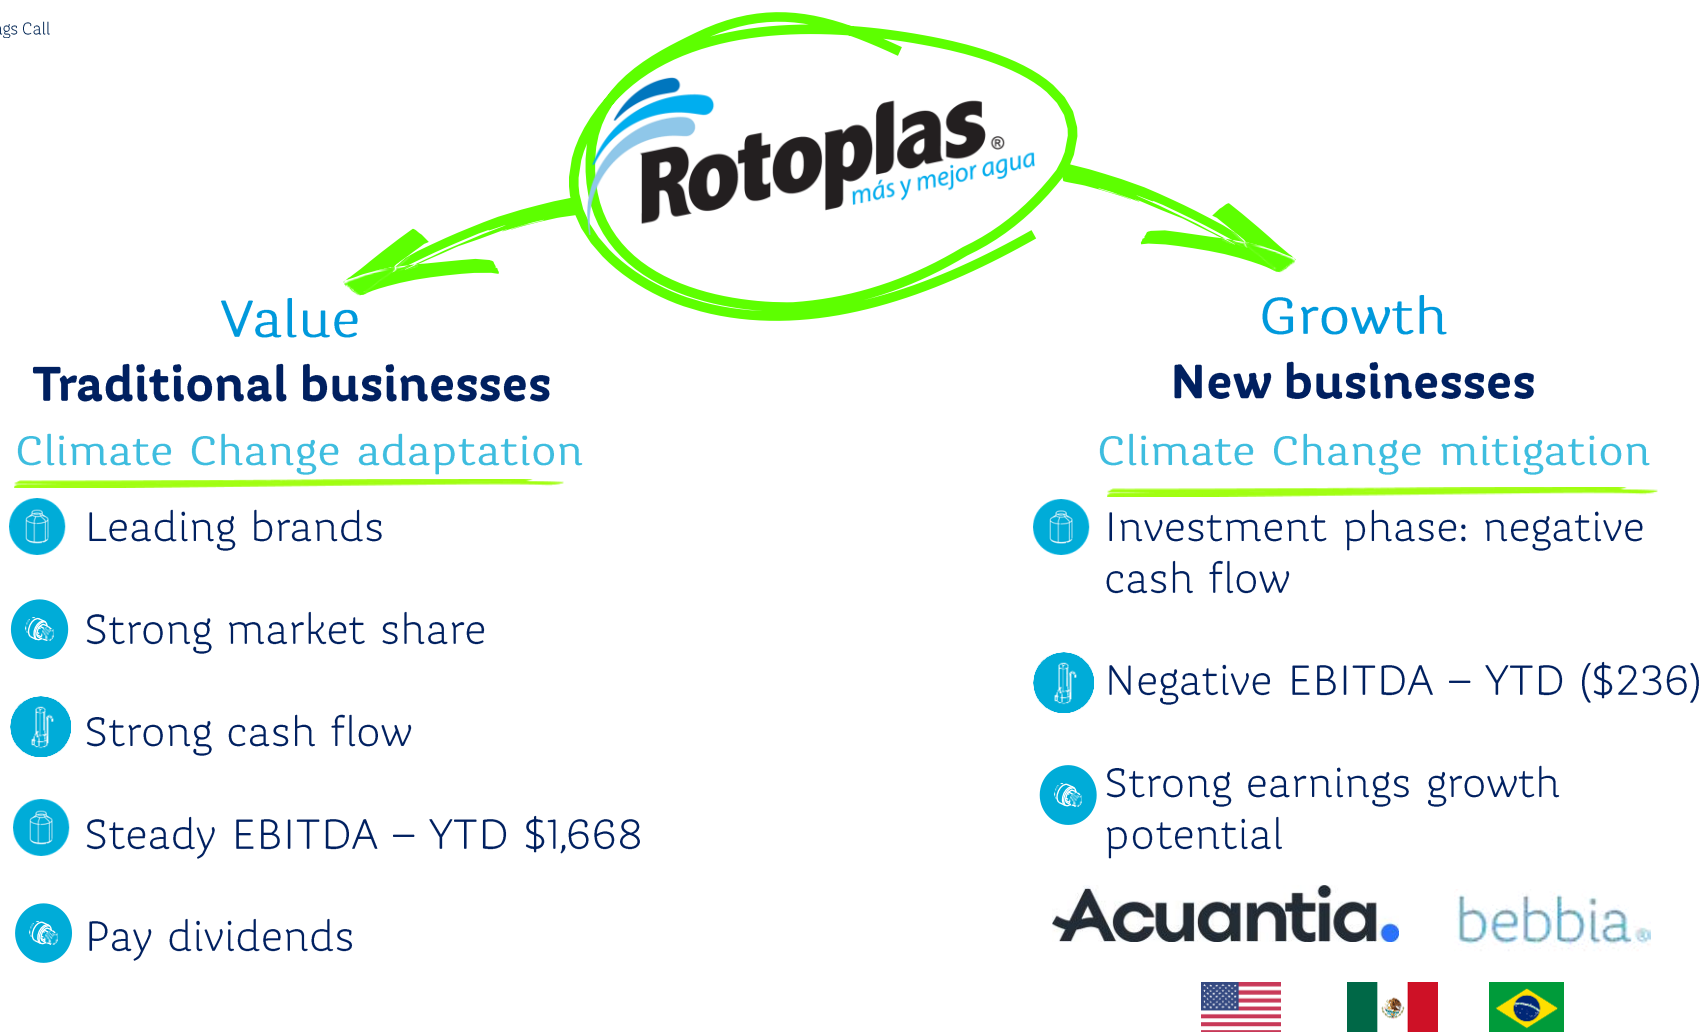 gs Call
Rotoplas®
más y mejor agua
Value
Traditional businesses
Climate Change adaptation
Leading brands
Strong market share
Strong cash flow
Steady EBITDA – YTD $1,668
Pay dividends
Growth
New businesses
Climate Change mitigation
Investment phase: negative
cash flow
Negative EBITDA – YTD ($236)
Strong earnings growth
potential
Acuantia.
bebbia®